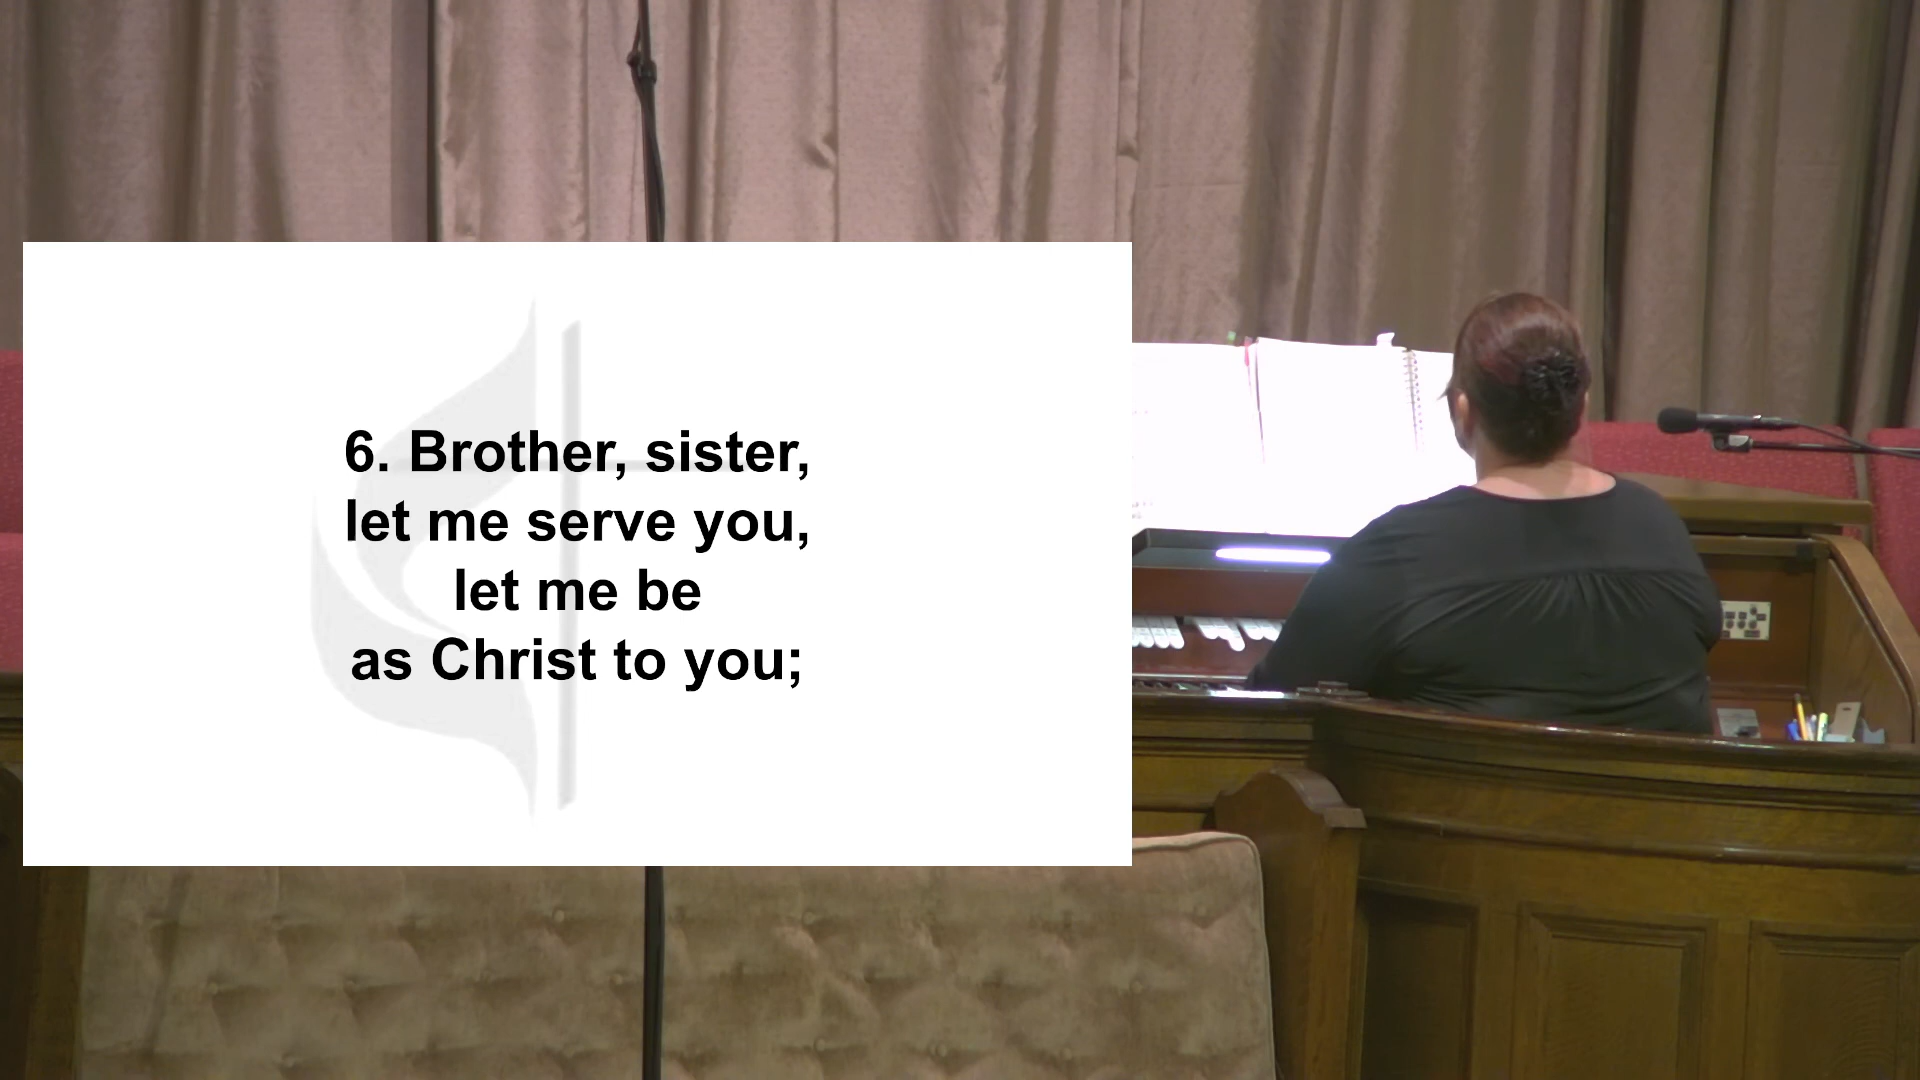 6. Brother, sister,
let me serve you,
let me be
as Christ to you;